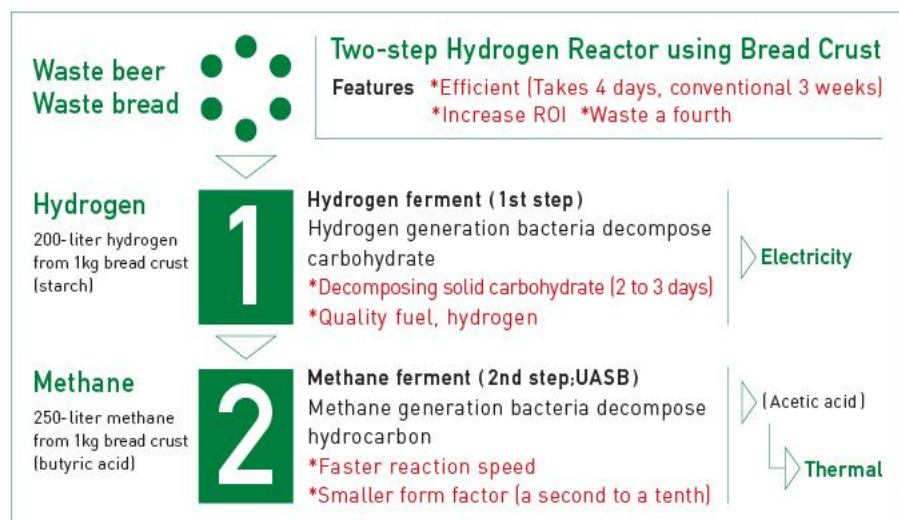 Waste beer
Waste bread
Two-step Hydrogen Reactor using Bread Crust
Features *Efficient (Takes 4 days, conventional 3 weeks)
*Increase ROI *Waste a fourth
Hydrogen
200-liter hydrogen
from 1kg bread crust
(starch)
1
Hydrogen ferment (1st step)
Hydrogen generation bacteria decompose
carbohydrate
*Decomposing solid carbohydrate (2 to 3 days)
*Quality fuel, hydrogen
Electricity
Methane
250-liter methane
from 1kg bread crust
(butyric acid)
2
Methane ferment (2nd step;UASB)
Methane generation bacteria decompose
hydrocarbon
*Faster reaction speed
*Smaller form factor (a second to a tenth)
(Acetic acid)
Thermal